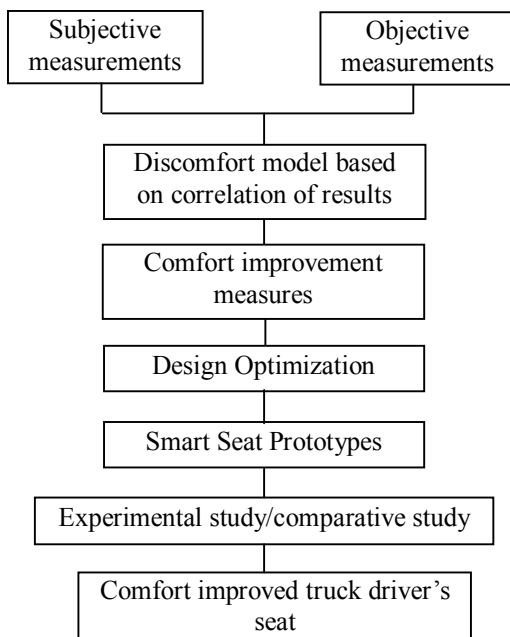 Subjective
measurements
Objective
measurements
Discomfort model based
on correlation of results
Comfort improvement
measures
Design Optimization
Smart Seat Prototypes
Experimental study/comparative study
Comfort improved truck driver’s
seat